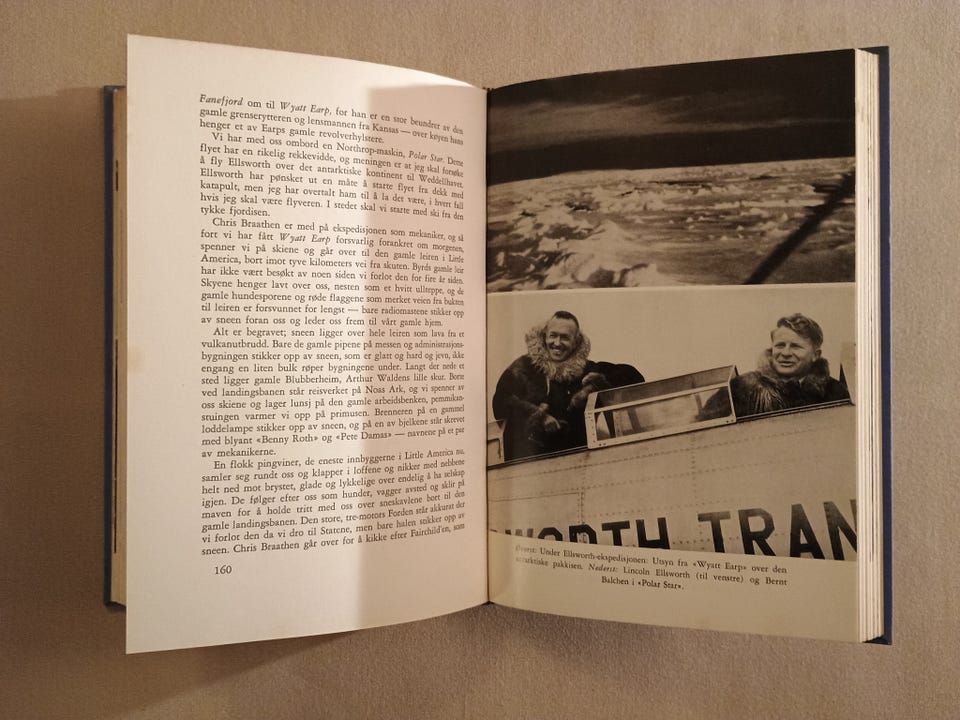 Fanefjord om til Wyatt Earp, for han er en stor beundrer av den
gamle grenserytteren og lensmannen fra Kansas — over køyen hans
henger et av Earps gamle revolverhylstere.
Vi har med oss ombord en Northrop-maskin, Polar Star. Dette
flyet har en rikelig rekkevidde, og meningen er at jeg skal forsøke
å fly Ellsworth over det antarktiske kontinent til Weddellhavet.
Ellsworth har pønsket ut en måte å starte flyet fra dekk med
katapult, men jeg har overtalt ham til å la det være, i hvert fall
hvis jeg skal være flyveren. I stedet skal vi starte med ski fra den
tykke fjordisen.
Chris Braathen er med på ekspedisjonen som mekaniker, og så
fort vi har fått Wyatt Earp forsvarlig forankret om morgenen,
spenner vi på skiene og går over til den gamle leiren i Little
America, bort imot tyve kilometers vei fra skuten. Byrds gamle leir
har ikke vært besøkt av noen siden vi forlot den for fire år siden.
Skyene henger lavt over oss, nesten som et hvitt ullteppe, og de
gamle hundesporene og røde flaggene som merket veien fra bukten
til leiren er forsvunnet for lengst — bare radiomastene stikker opp
av sneen foran oss og leder oss frem til vårt gamle hjem.
Alt er begravet; sneen ligger over hele leiren som lava fra et
vulkanutbrudd. Bare de gamle pipene på messen og administrasjons-
bygningen stikker opp av sneen, som er glatt og hard og jevn, ikke
engang en liten bulk røper bygningene under. Langt der nede et
sted ligger gamle Blubberheim, Arthur Waldens lille skur. Borte
ved landingsbanen står reisverket på Noas Ark, og vi spenner av
oss skiene og lager lunsj på den gamle arbeidsbenken, pemmikan-
stuingen varmer vi opp på primusen. Brenneren på en gammel
loddelampe stikker opp av sneen, og på en av bjelkene står skrevet
med blyant «Benny Roth» og «Pete Damas» — navnene på et par
av mekanikerne.
En flokk pingviner, de eneste innbyggerne i Little America nu,
samler seg rundt oss og klapper i loffene og nikker med nebbene
helt ned mot brystet, glade og lykkelige over endelig å ha selskap
igjen. De følger efter oss som hunder, vagger avsted og sklir på
maven for å holde tritt med oss over sneskavlene bort til den
gamle landingsbanen. Den store, tre-motors Forden står akkurat der
vi forlot den da vi dro til Statene, men bare halen stikker opp av
sneen. Chris Braathen går over for å kikke efter Fairchild'en, som
160
WORTH TRAN
Øverst: Under Ellsworth-ekspedisjonen: Utsyn fra «Wyatt Earp» over den
antarktiske pakkisen. Nederst: Lincoln Ellsworth (til venstre) og Bernt
Balchen i «Polar Star».